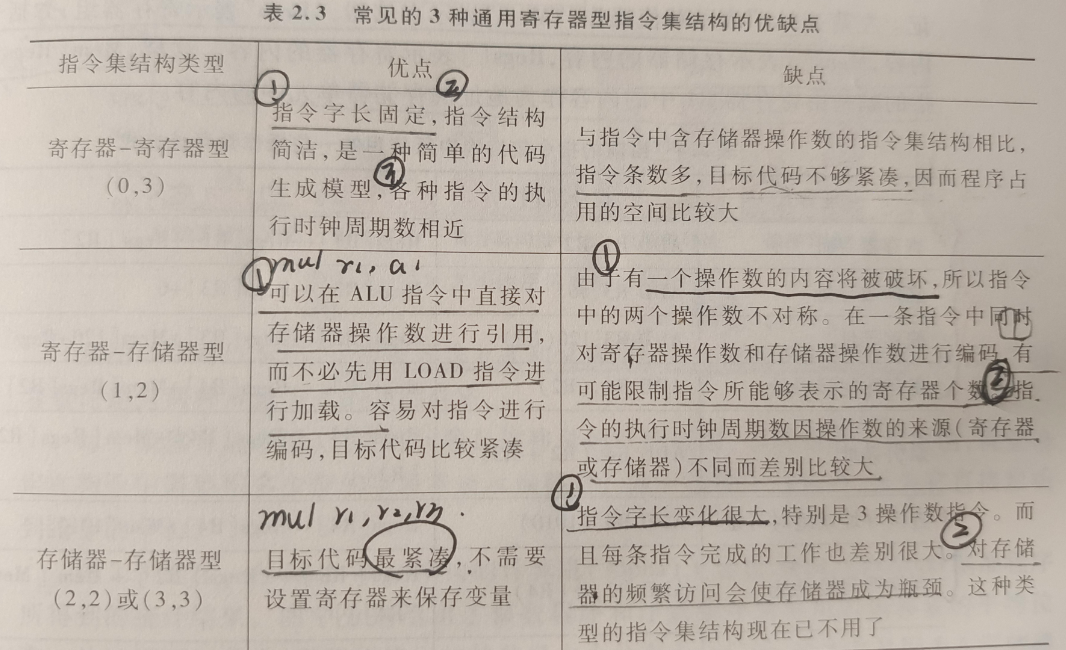 表 2.3 常见的 3 种通用寄存器型指令集结构的优缺点
指令集结构类型 优点 缺点
寄存器-寄存器型
(0,3)
① ②
指令字长固定,指令结构
简洁,是一种简单的代码
③
生成模型,各种指令的执
行时钟周期数相近
与指令中含存储器操作数的指令集结构相比,
指令条数多,目标代码不够紧凑,因而程序占
用的空间比较大
寄存器-存储器型
(1,2)
mul r1, a1
①
可以在 ALU 指令中直接对
存储器操作数进行引用,
而不必先用 LOAD 指令进
行加载。容易对指令进行
编码,目标代码比较紧凑
①
由于有一个操作数的内容将被破坏,所以指令
中的两个操作数不对称。在一条指令中同时
对寄存器操作数和存储器操作数进行编码,有
可能限制指令所能够表示的寄存器个数。指
②
令的执行时钟周期数因操作数的来源(寄存器
或存储器)不同而差别比较大
存储器-存储器型
(2,2)或(3,3)
mul r1, r2, r3
目标代码最紧凑,不需要
设置寄存器来保存变量
①
指令字长变化很大,特别是 3 操作数指令。而
且每条指令完成的工作也差别很大。对存储
②
器的频繁访问会使存储器成为瓶颈。这种类
型的指令集结构现在已不用了